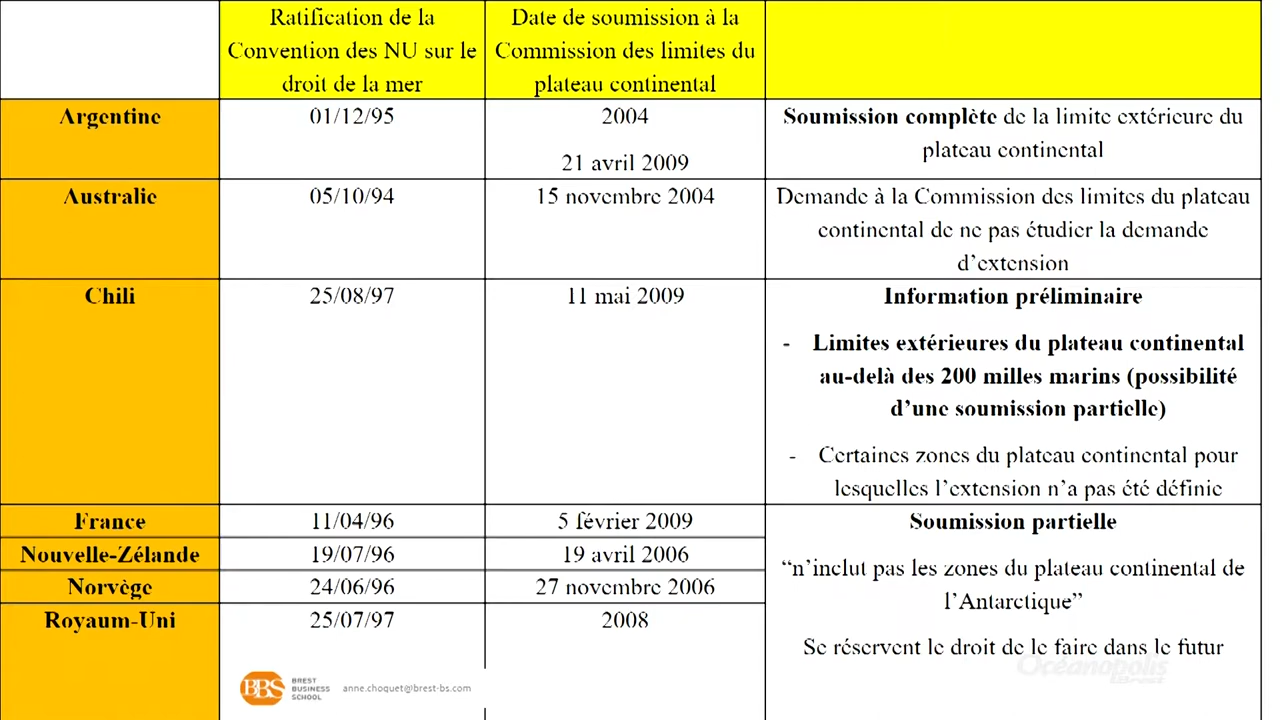 Ratification de la
Convention des NU sur le
droit de la mer
Date de soumission à la
Commission des limites du
plateau continental
Argentine
01/12/95
2004
21 avril 2009
Soumission complète de la limite extérieure du
plateau continental
Australie
05/10/94
15 novembre 2004
Demande à la Commission des limites du plateau
continental de ne pas étudier la demande
d'extension
Chili
25/08/97
11 mai 2009
Information préliminaire
- Limites extérieures du plateau continental
au-delà des 200 milles marins (possibilité
d'une soumission partielle)
- Certaines zones du plateau continental pour
lesquelles l'extension n'a pas été définie
France
11/04/96
5 février 2009
Nouvelle-Zélande
19/07/96
19 avril 2006
Norvège
24/06/96
27 novembre 2006
Royaum-Uni
25/07/97
2008
Soumission partielle
“n'inclut pas les zones du plateau continental de
l'Antarctique”
Se réservent le droit de le faire dans le futur
BBS
BREST
BUSINESS
SCHOOL
anne.choquet@brest-bs.com
Océanopolis
Brest